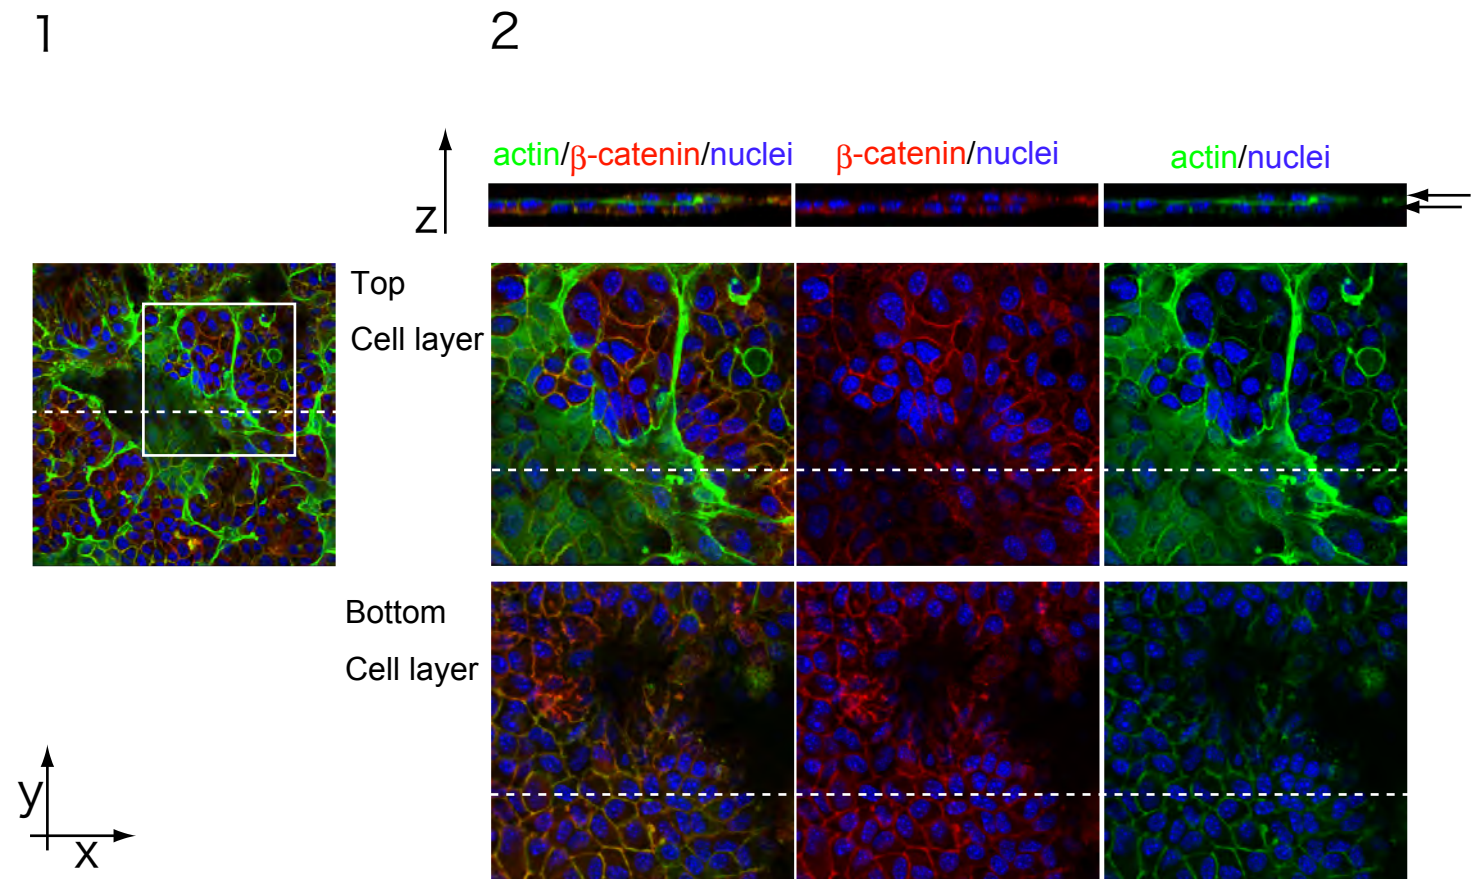 1
2
actin/β-catenin/nuclei
β-catenin/nuclei
actin/nuclei
z
Top
Cell layer
Bottom
Cell layer
y
x